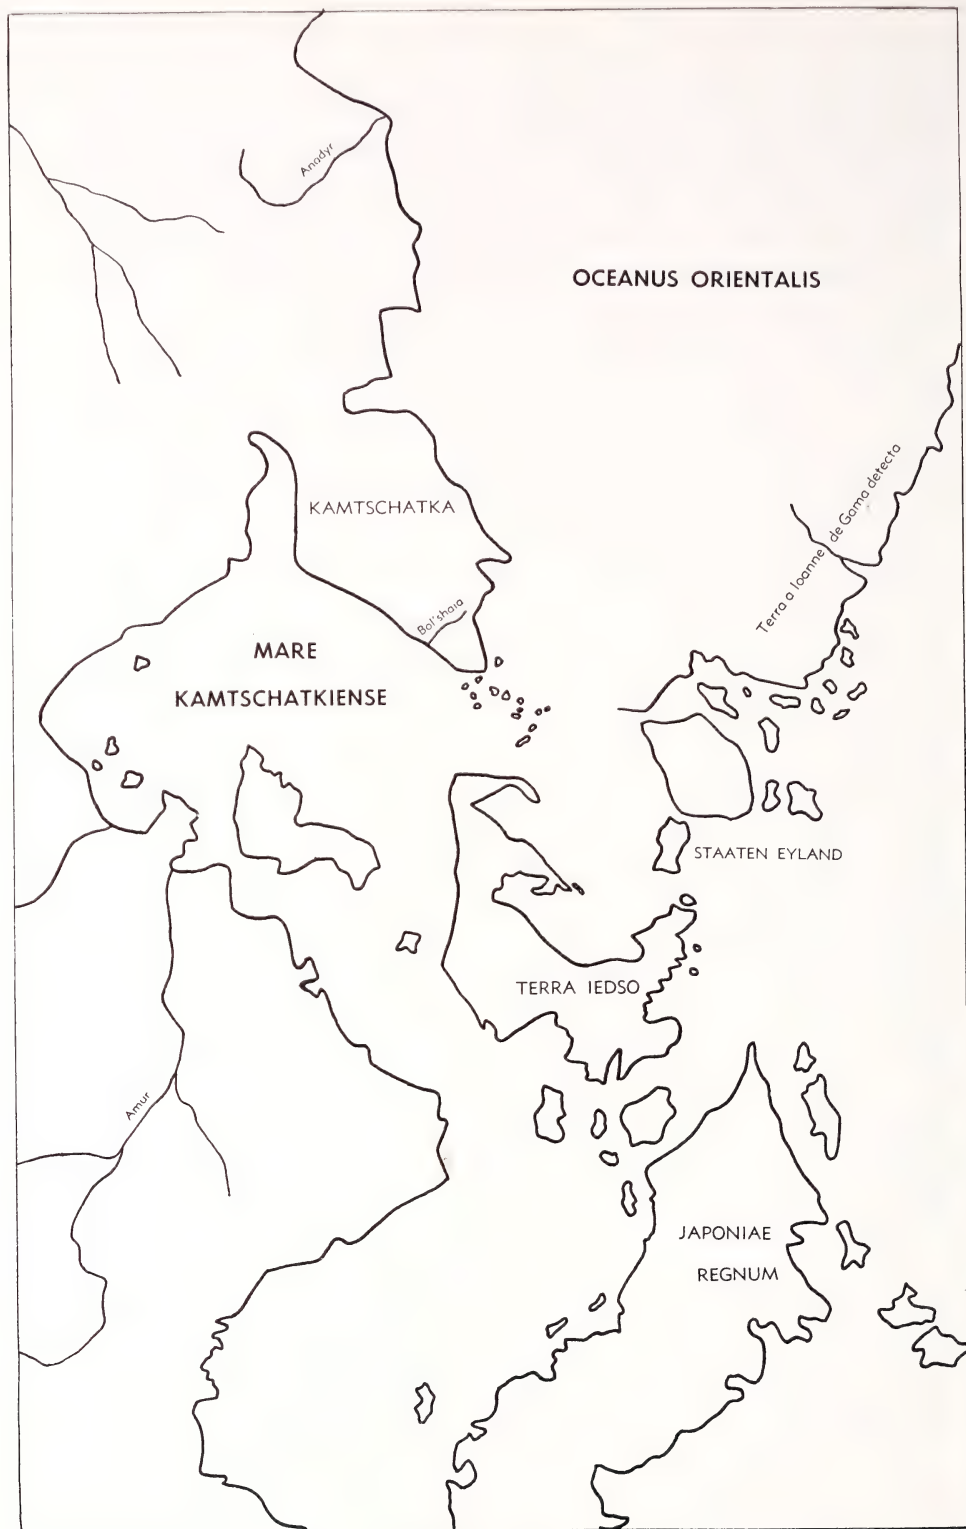 Anadyr
OCEANUS ORIENTALIS
Terra a Ioanne de Gama detecta
KAMTSCHATKA
Bol'shaia
MARE
KAMTSCHATKIENSE
STAATEN EYLAND
TERRA IEDSO
Amur
JAPONIAE
REGNUM